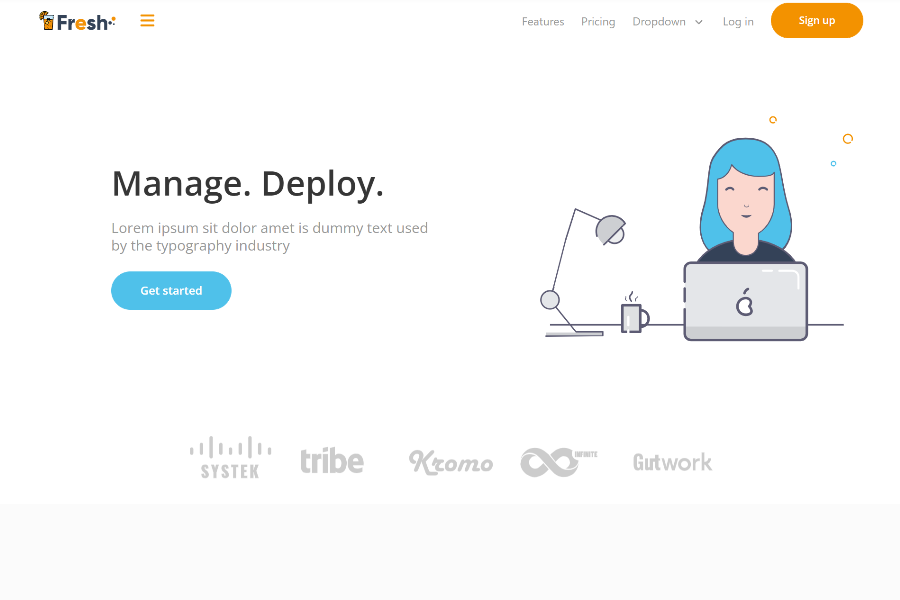 Fresh
Features
Pricing
Dropdown
Log in
Sign up
Manage. Deploy.
Lorem ipsum sit dolor amet is dummy text used
by the typography industry
Get started
SYSTEK
tribe
Kromo
INFINITE
Gutwork